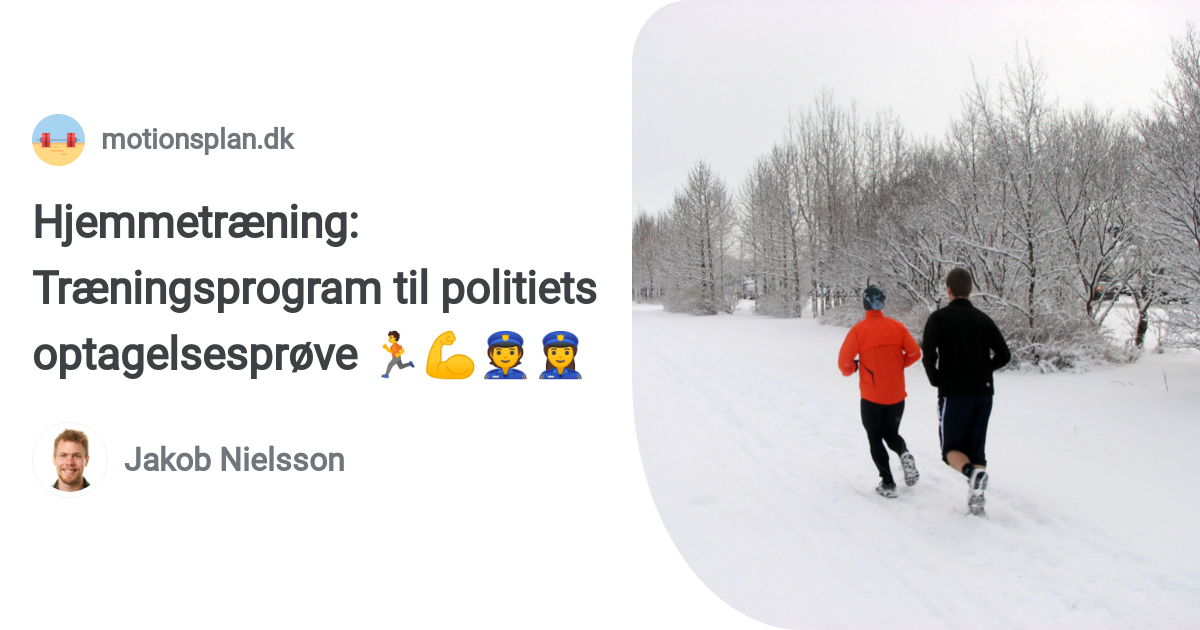 motionsplan.dk
Hjemmetræning:
Træningsprogram til politiets
optagelsesprøve 🏃💪👮👮‍♀️
Jakob Nielsson